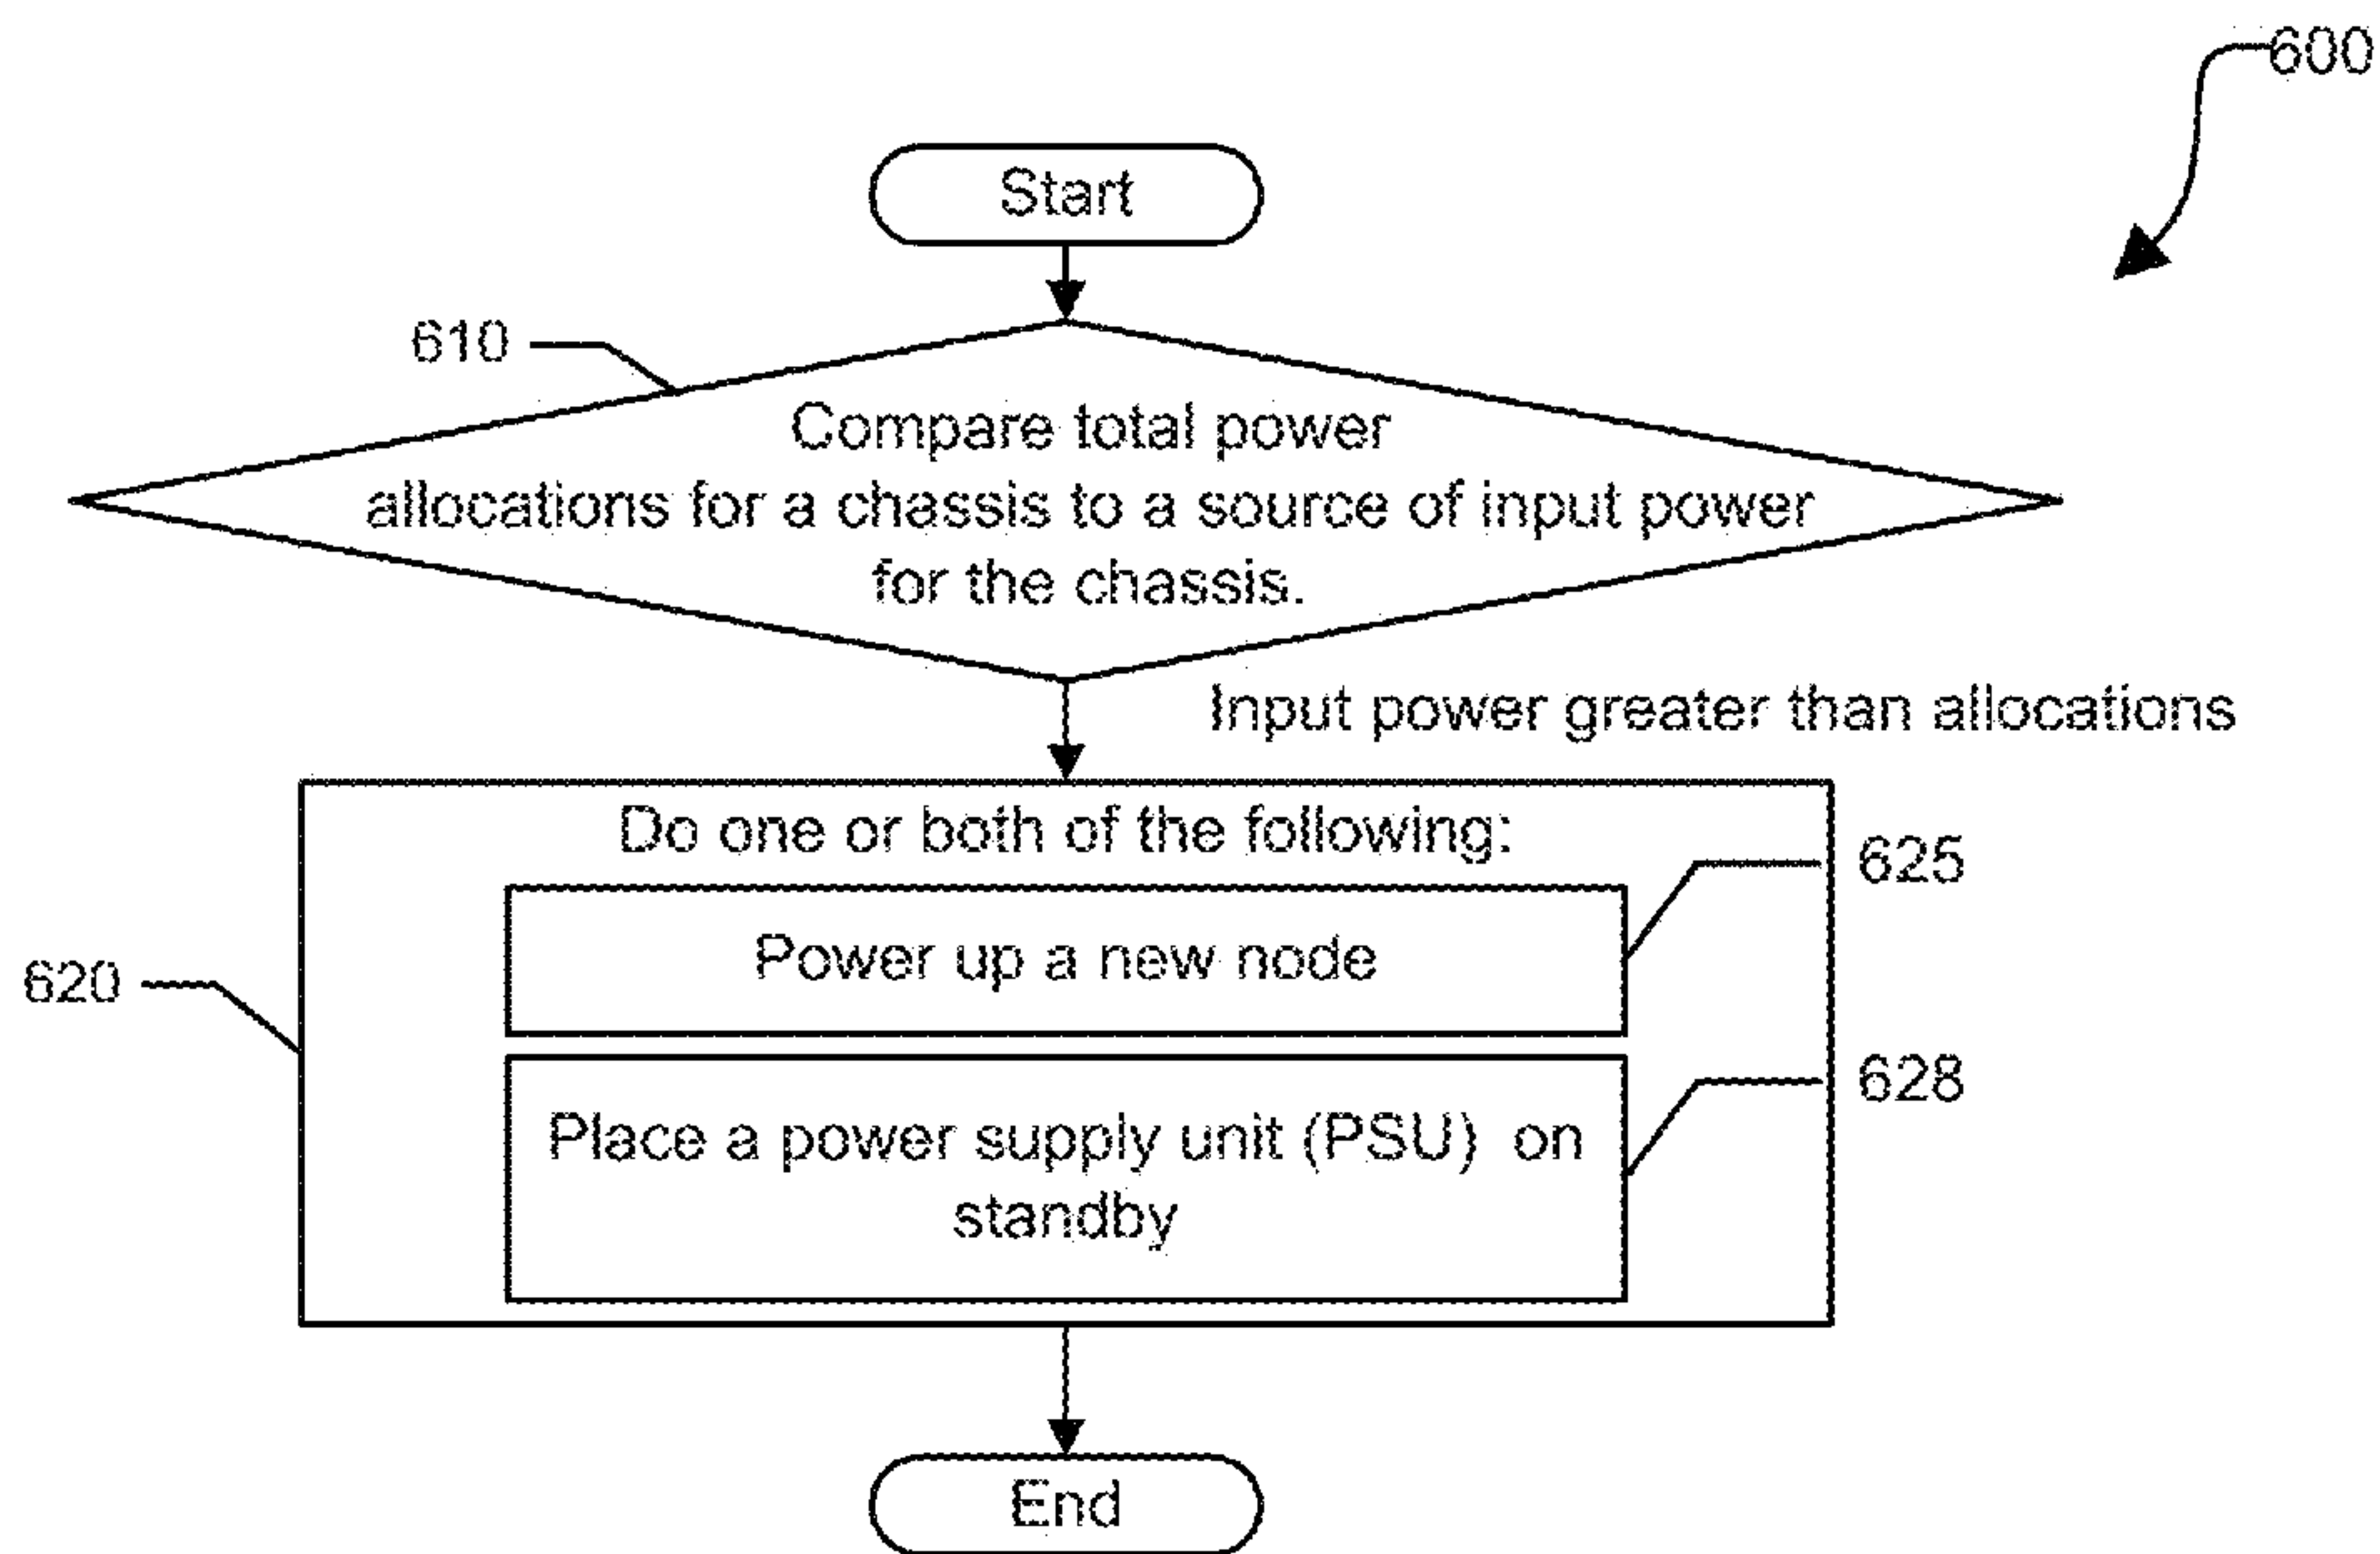 600
Start
610
Compare total power
allocations for a chassis to a source of input power
for the chassis.
Input power greater than allocations
Do one or both of the following:
625
Power up a new node
620
628
Place a power supply unit (PSU) on
standby
End